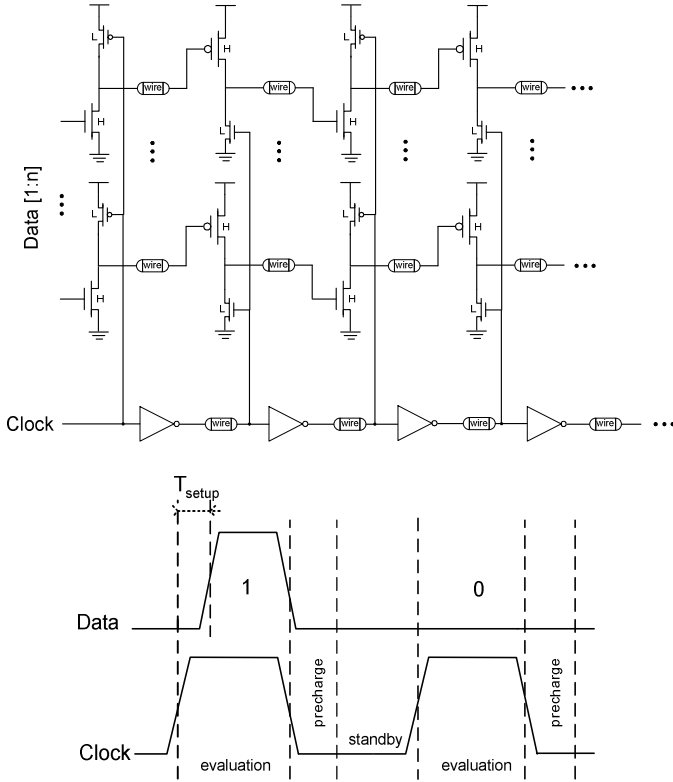 L H wire H L wire L H wire H L wire
Data [1:n]
L H wire H L wire L H wire H L wire
Clock wire wire wire wire
T setup
1 0
Data
precharge precharge
standby
Clock
evaluation evaluation